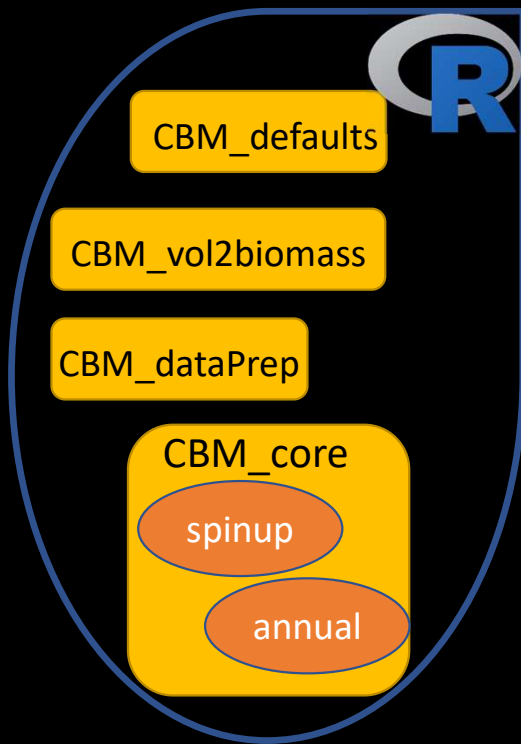 R
CBM_defaults
CBM_vol2biomass
CBM_dataPrep
CBM_core
spinup
annual